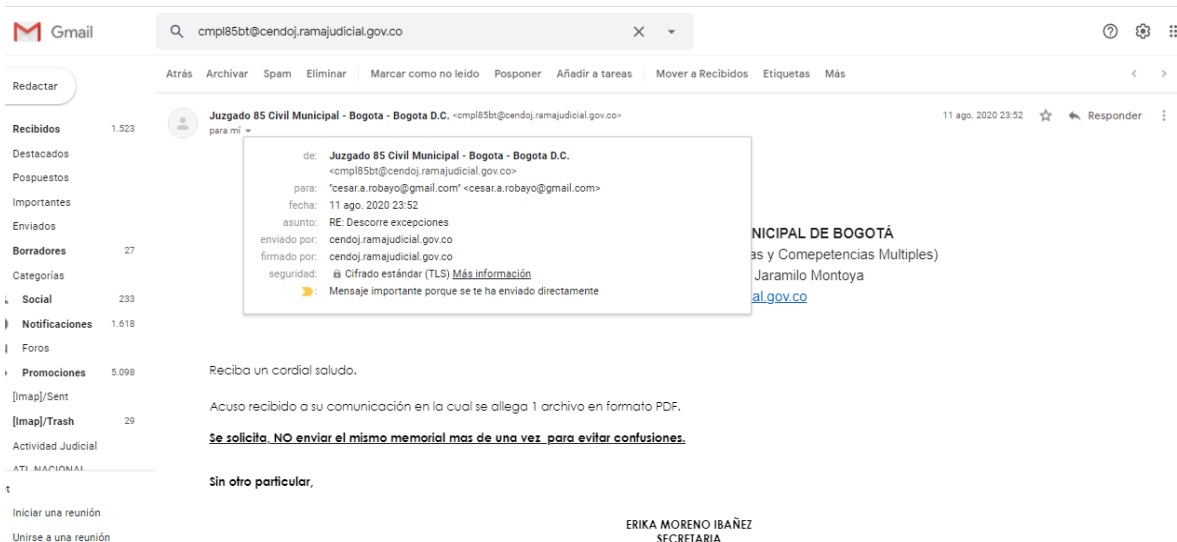 Gmail
cmpl85bt@cendoj.ramajudicial.gov.co
Redactar
Atrás Archivar Spam Eliminar Marcar como no leído Posponer Añadir a tareas Mover a Recibidos Etiquetas Más
Recibidos 1.523
Destacados
Pospuestos
Importantes
Enviados
Borradores 27
Categorías
Social 233
Notificaciones 1.618
Foros
Promociones 5.098
[Imap]/Sent
[Imap]/Trash 29
Actividad Judicial
ATL NACIONAL
Iniciar una reunión
Unirse a una reunión
Juzgado 85 Civil Municipal - Bogota - Bogota D.C. <cmpl85bt@cendoj.ramajudicial.gov.co>
11 ago. 2020 23:52 Responder
para mí
de: Juzgado 85 Civil Municipal - Bogota - Bogota D.C.
<cmpl85bt@cendoj.ramajudicial.gov.co>
para: "cesar.a.robayo@gmail.com" <cesar.a.robayo@gmail.com>
fecha: 11 ago. 2020 23:52
asunto: RE: Descorre excepciones
enviado por: cendoj.ramajudicial.gov.co
firmado por: cendoj.ramajudicial.gov.co
seguridad: Cifrado estándar (TLS) Más información
: Mensaje importante porque se te ha enviado directamente
NICIPAL DE BOGOTÁ
as y Comepetencias Multiples)
Jaramilo Montoya
al.gov.co
Reciba un cordial saludo.
Acuso recibido a su comunicación en la cual se allega 1 archivo en formato PDF.
Se solicita, NO enviar el mismo memorial mas de una vez para evitar confusiones.
Sin otro particular,
ERIKA MORENO IBAÑEZ
SECRETARIA